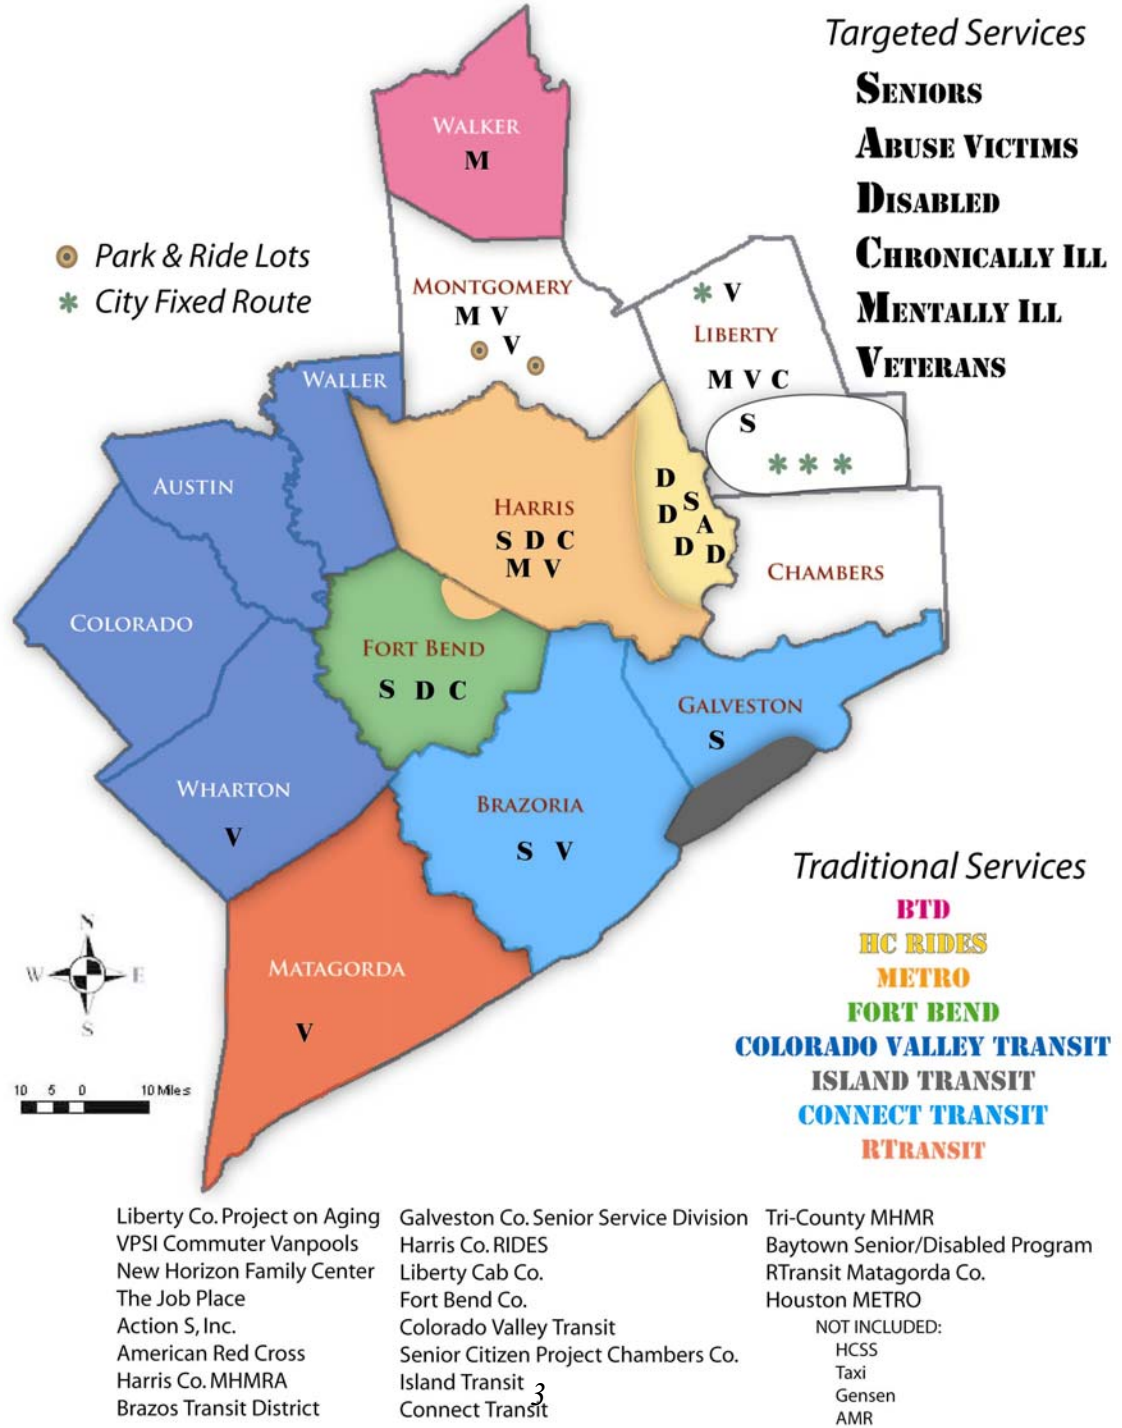 Targeted Services
SENIORS
ABUSE VICTIMS
DISABLED
CHRONICALLY ILL
MENTALLY ILL
VETERANS
Park & Ride Lots
City Fixed Route
WALKER
M
MONTGOMERY
M V
V
V
LIBERTY
M V C
S
WALLER
AUSTIN
COLORADO
WHARTON
V
HARRIS
S D C
M V
D
S
D
A
D
D
CHAMBERS
FORT BEND
S D C
GALVESTON
S
BRAZORIA
S V
MATAGORDA
V
N
W E
S
10 5 0 10 Miles
Traditional Services
BTD
HC RIDES
METRO
FORT BEND
COLORADO VALLEY TRANSIT
ISLAND TRANSIT
CONNECT TRANSIT
RTRANSIT
Liberty Co. Project on Aging
VPSI Commuter Vanpools
New Horizon Family Center
The Job Place
Action S, Inc.
American Red Cross
Harris Co. MHMRA
Brazos Transit District
Galveston Co. Senior Service Division
Harris Co. RIDES
Liberty Cab Co.
Fort Bend Co.
Colorado Valley Transit
Senior Citizen Project Chambers Co.
Island Transit
Connect Transit
Tri-County MHMR
Baytown Senior/Disabled Program
RTransit Matagorda Co.
Houston METRO
NOT INCLUDED:
HCSS
Taxi
Gensen
AMR
3